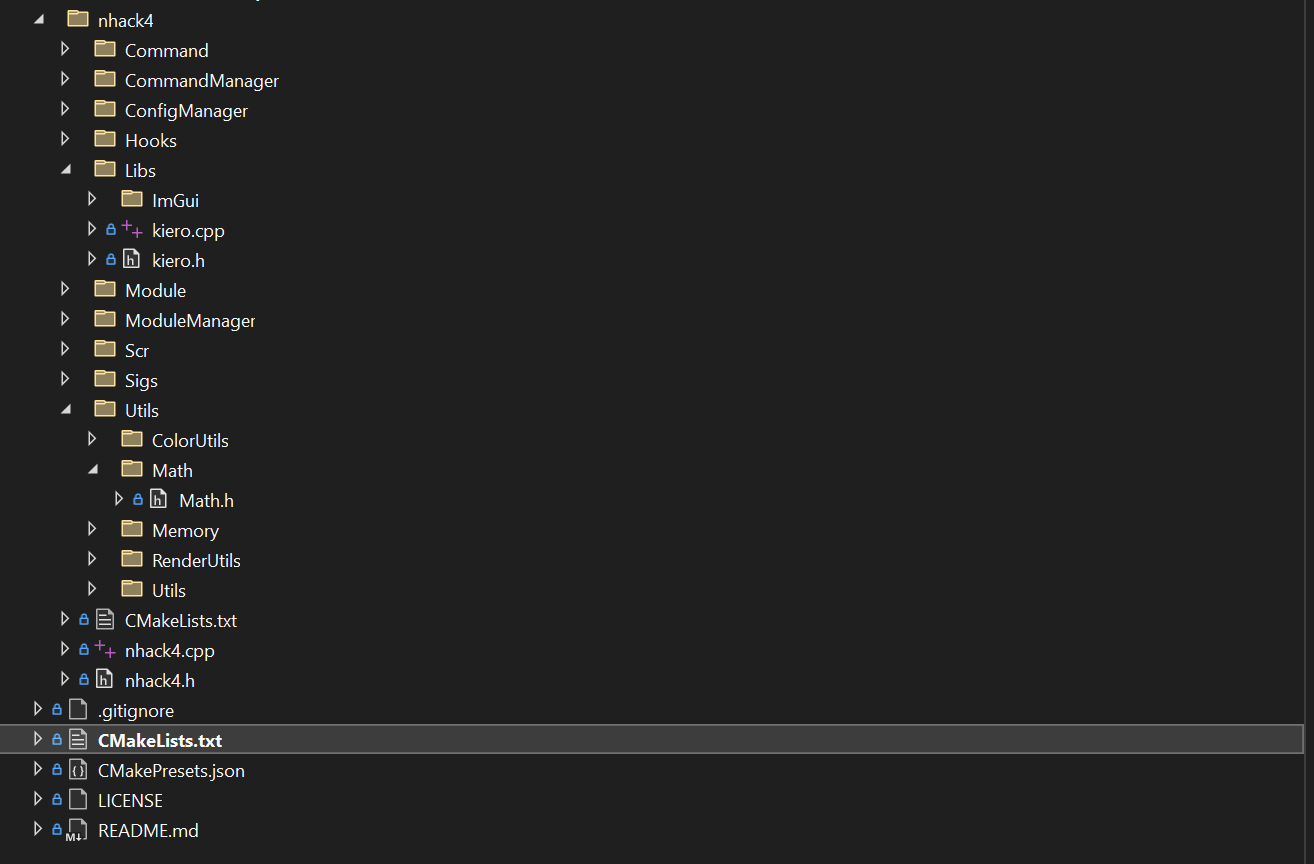 nhack4
Command
CommandManager
ConfigManager
Hooks
Libs
ImGui
kiero.cpp
kiero.h
Module
ModuleManager
Scr
Sigs
Utils
ColorUtils
Math
Math.h
Memory
RenderUtils
Utils
CMakeLists.txt
nhack4.cpp
nhack4.h
.gitignore
CMakeLists.txt
CMakePresets.json
LICENSE
README.md